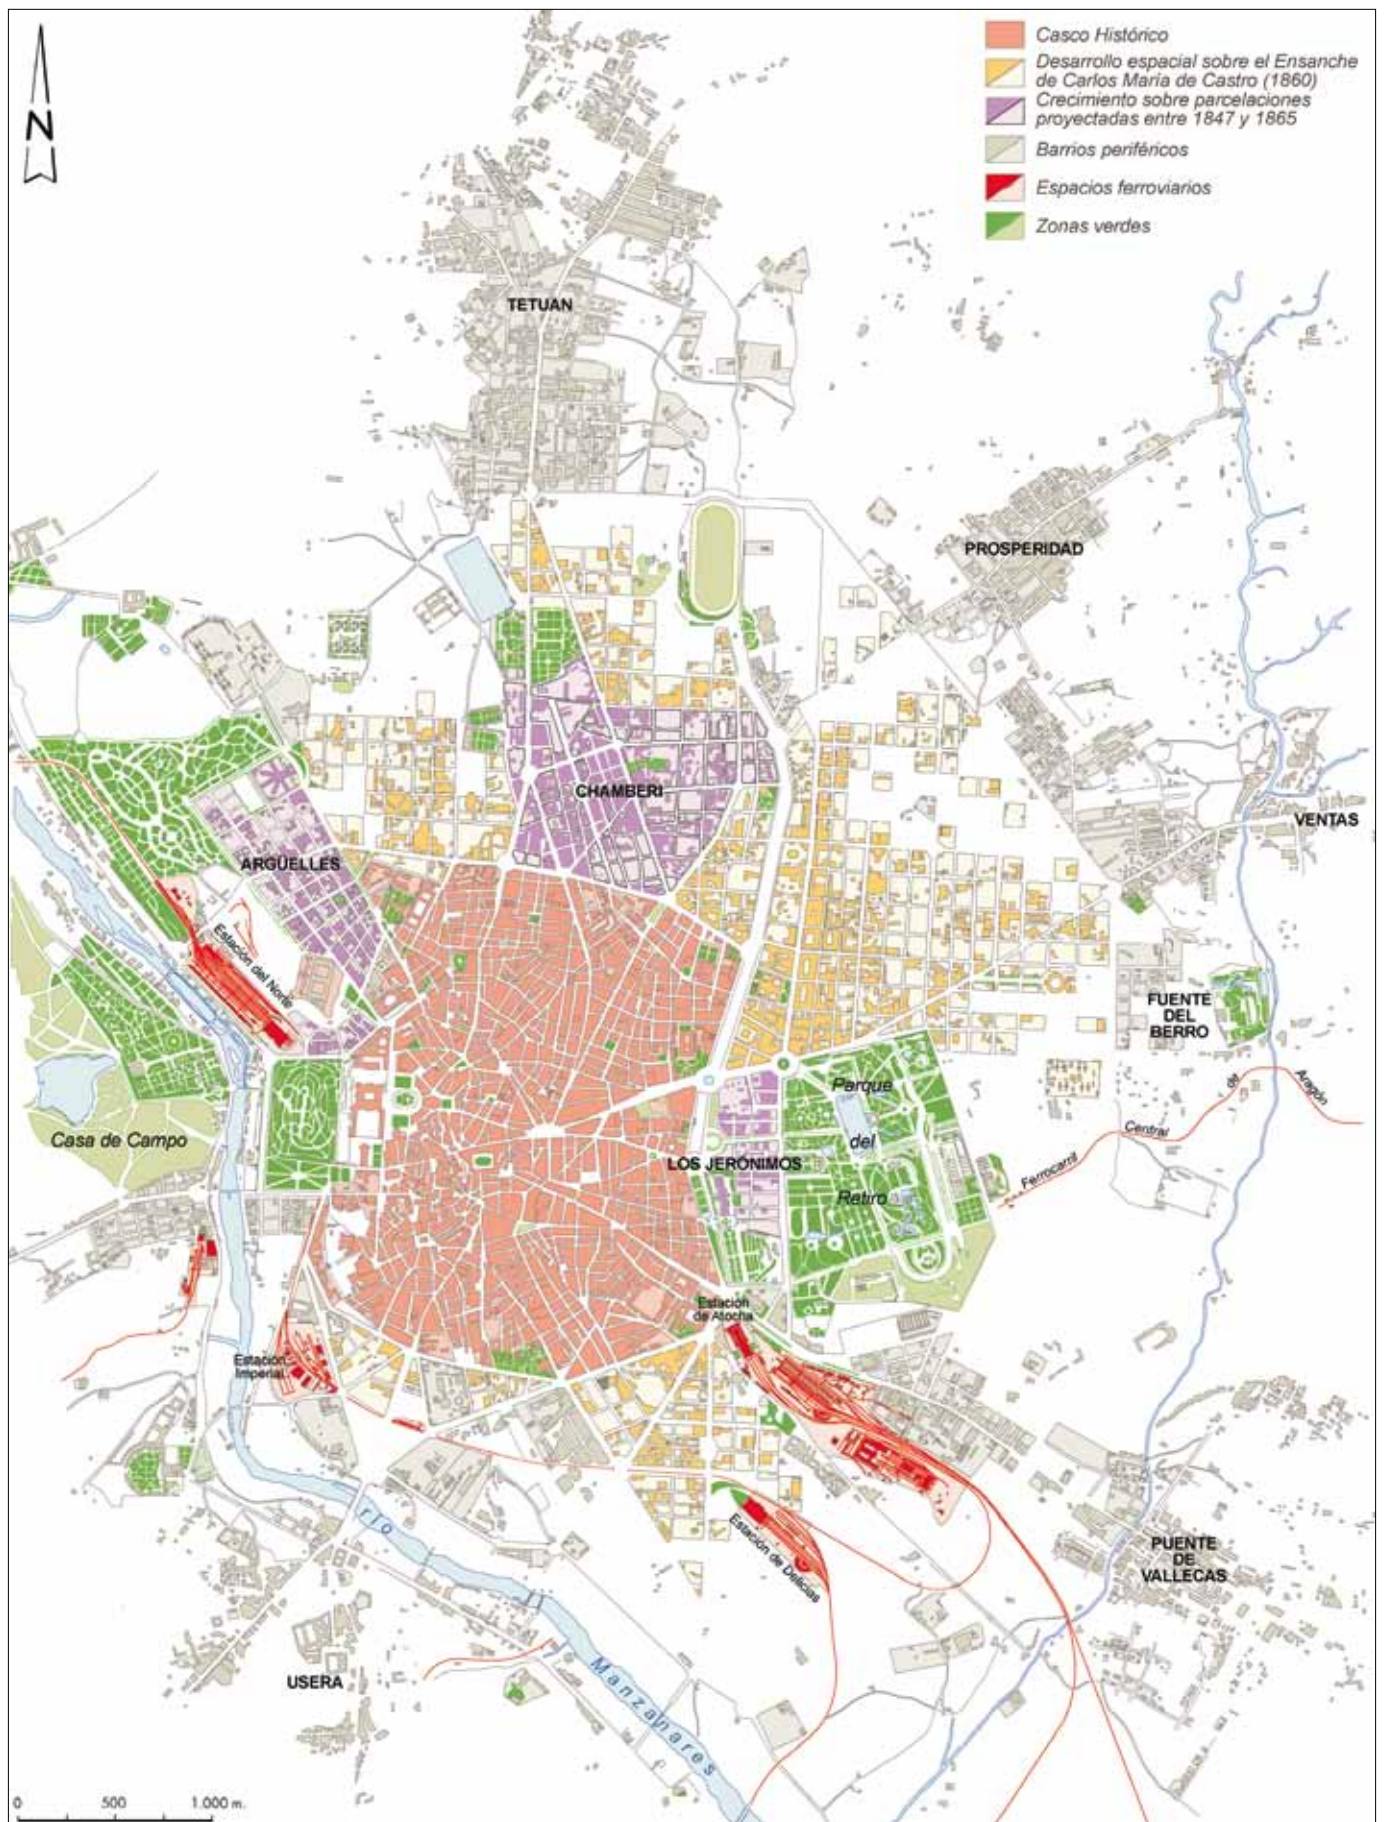 N
Casco Histórico
Desarrollo espacial sobre el Ensanche
de Carlos María de Castro (1860)
Crecimiento sobre parcelaciones
proyectadas entre 1847 y 1865
Barrios periféricos
Espacios ferroviarios
Zonas verdes
TETUAN
PROSPERIDAD
CHAMBERI
VENTAS
ARGÜELLES
Estación del Norte
FUENTE
DEL
BERRO
Parque
del
Retiro
Casa de Campo
LOS JERÓNIMOS
Ferrocarril
Central
de
Aragón
Estación
de Atocha
Estación
Imperial
Estación de Delicias
río
Manzanares
PUENTE
DE
VALLECAS
USERA
0 500 1.000 m.